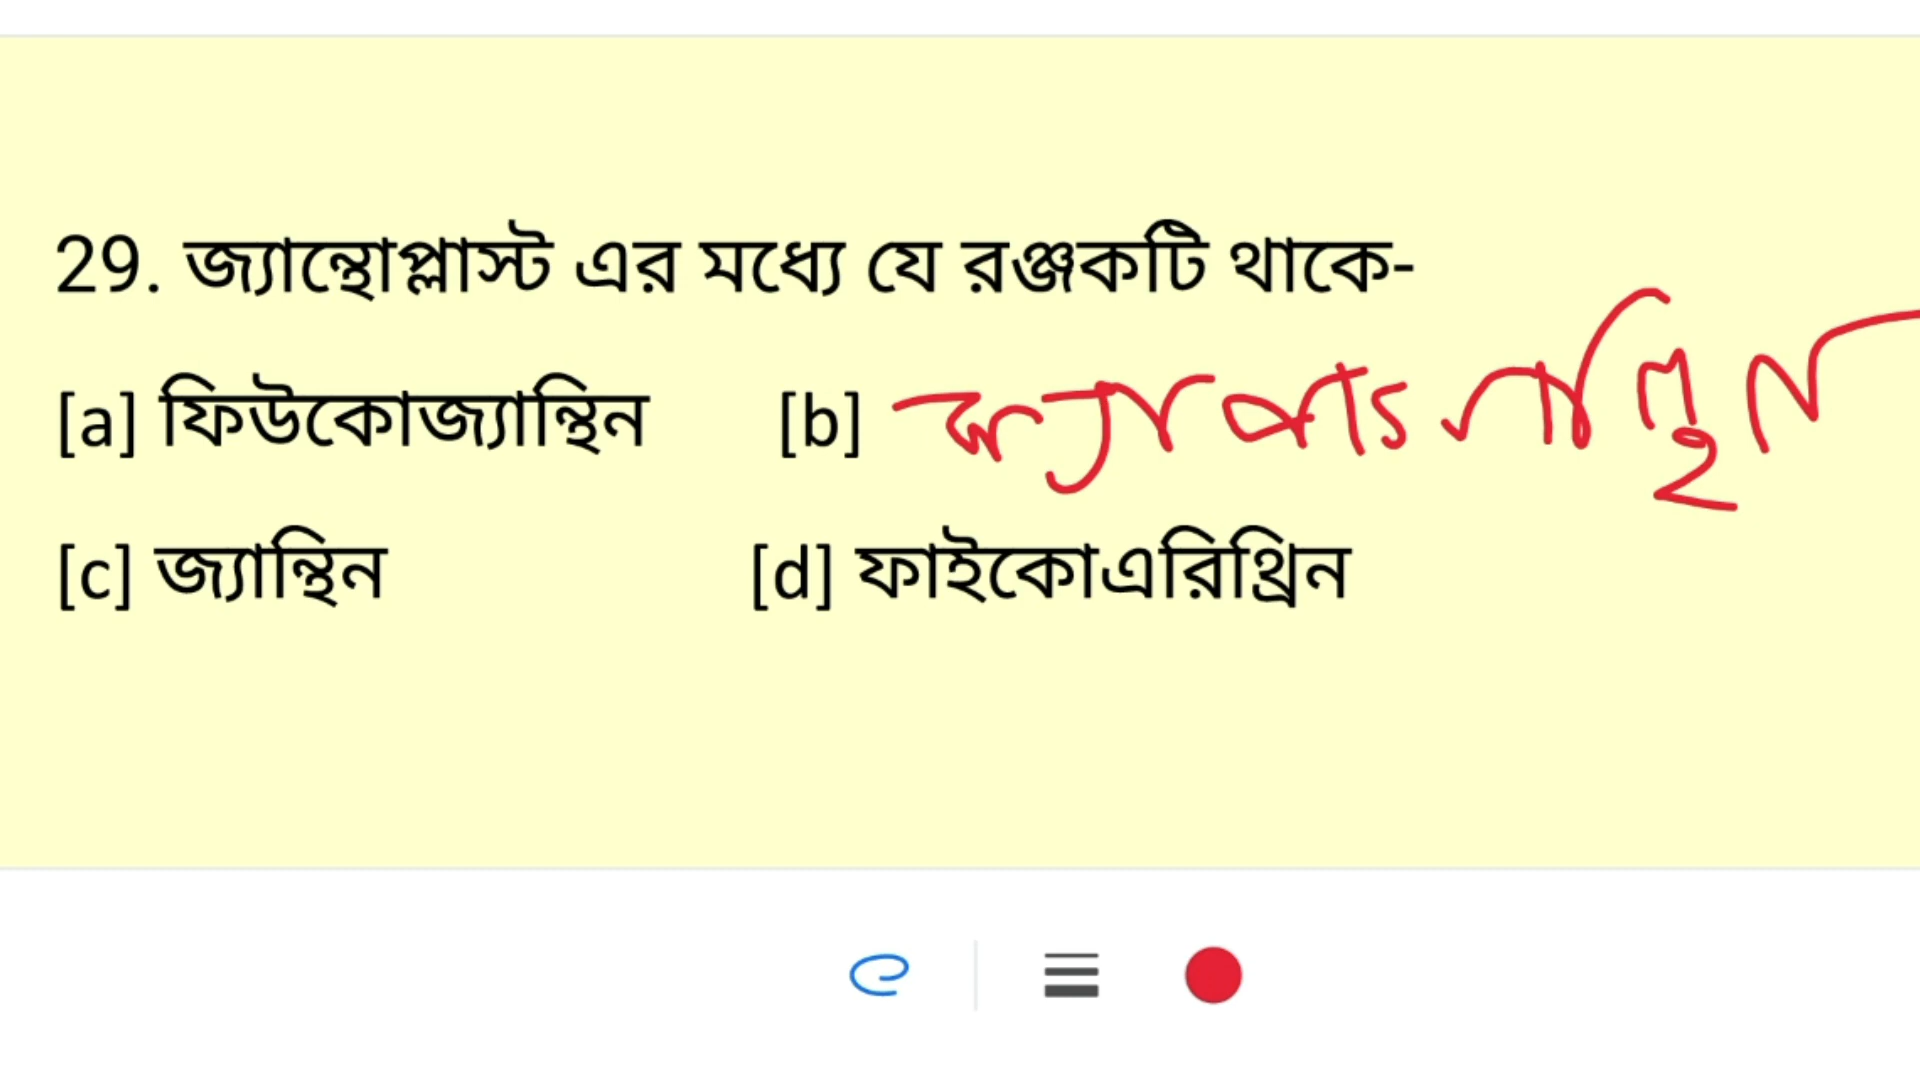 29. জ্যান্থোপ্লাস্ট এর মধ্যে যে রঞ্জকটি থাকে-
[a] ফিউকোজ্যান্থিন [b]
[c] জ্যান্থিন [d] ফাইকোএরিথ্রিন